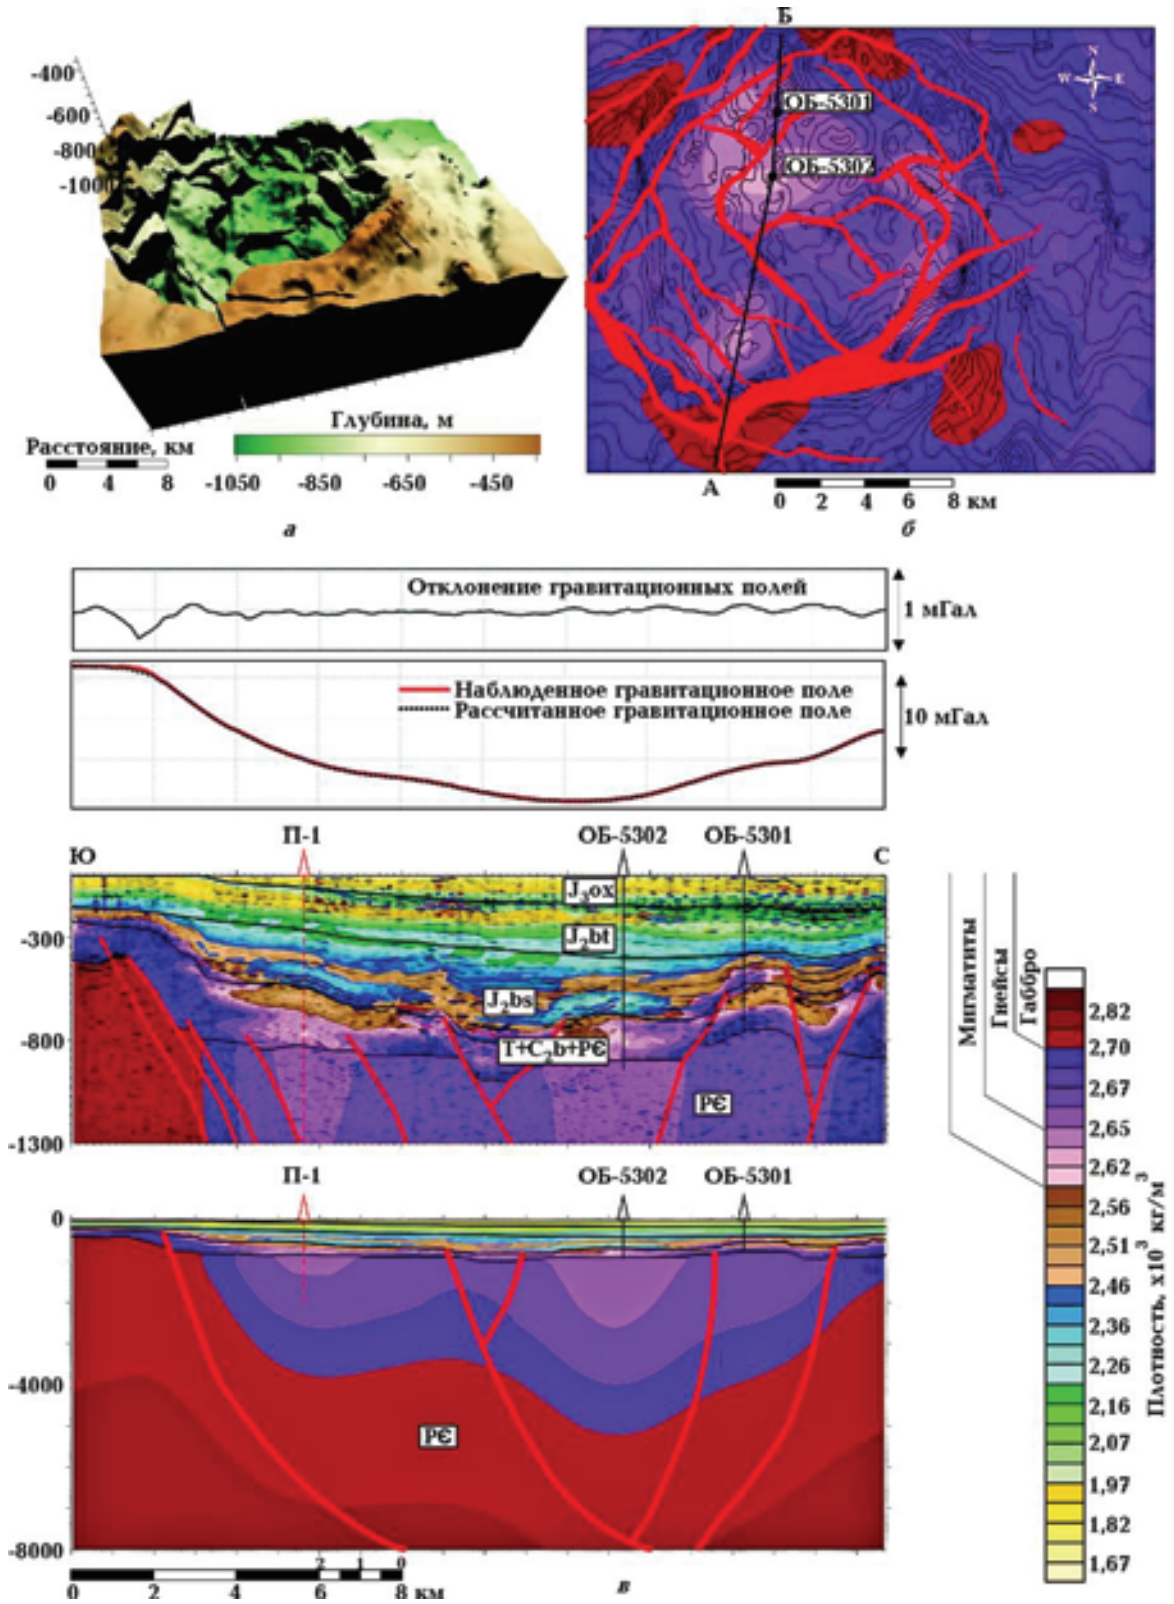 -400
-600
-800
-1000
Глубина, м
Расстояние, км
0 4 8
-1050 -850 -650 -450
а
Б
N
W E
S
ОБ-5301
ОБ-5302
А
0 2 4 6 8 км
б
Отклонение гравитационных полей
1 мГал
Наблюденное гравитационное поле
Рассчитанное гравитационное поле
10 мГал
Ю П-1 ОБ-5302 ОБ-5301 С
J3ox
J2bt
J2bs
T+C2b+PЄ
PЄ
-300
-800
-1300
П-1 ОБ-5302 ОБ-5301
0
-4000
-8000
PЄ
2 1 0
0 2 4 6 8 км
в
Мигматиты
Гнейсы
Габбро
2,82
2,70
2,67
2,65
2,62
2,56
2,51
2,46
2,36
2,26
2,16
2,07
1,97
1,82
1,67
Плотность, x10³ кг/м³